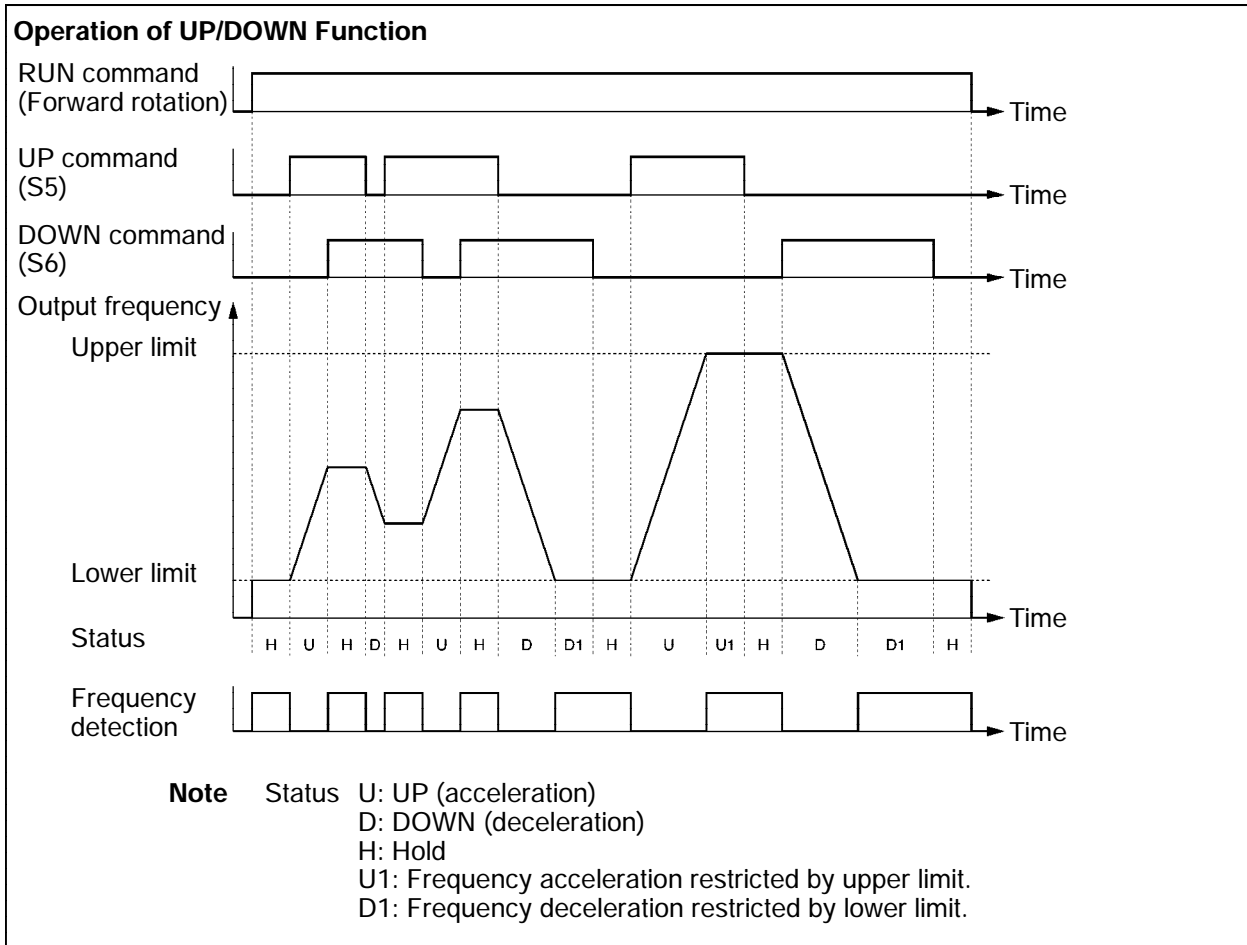 Operation of UP/DOWN Function
RUN command
(Forward rotation)
Time
UP command
(S5)
Time
DOWN command
(S6)
Time
Output frequency
Upper limit
Lower limit
Time
Status
H U H D H U H D D1 H U U1 H D D1 H
Frequency
detection
Time
Note Status U: UP (acceleration)
D: DOWN (deceleration)
H: Hold
U1: Frequency acceleration restricted by upper limit.
D1: Frequency deceleration restricted by lower limit.